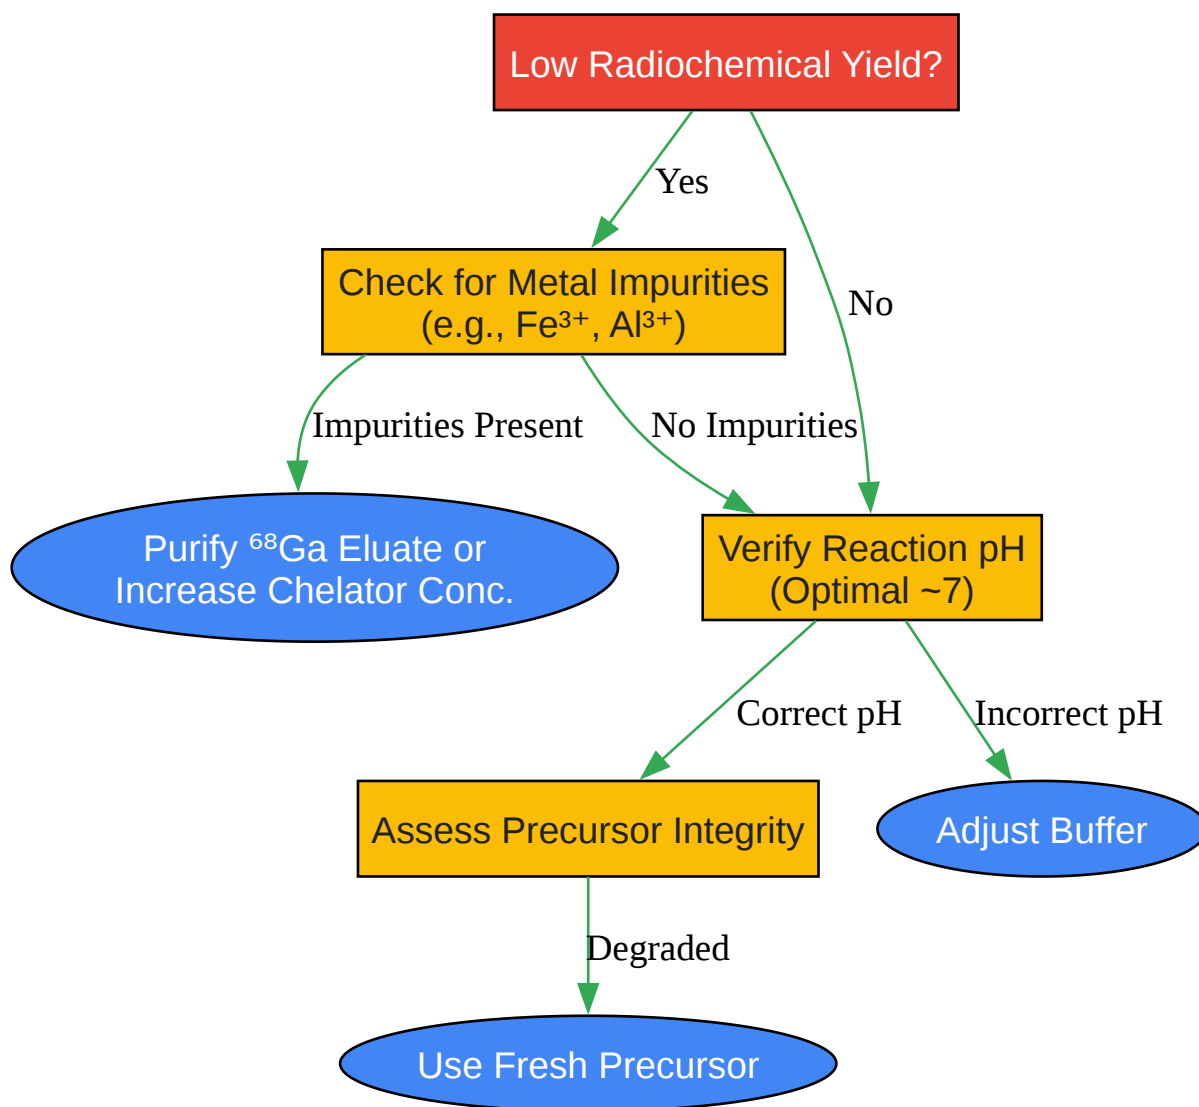 Low Radiochemical Yield?
Yes
No
Check for Metal Impurities
(e.g., Fe³⁺, Al³⁺)
Impurities Present
No Impurities
Purify ⁶⁸Ga Eluate or
Increase Chelator Conc.
Verify Reaction pH
(Optimal ~7)
Correct pH
Incorrect pH
Assess Precursor Integrity
Adjust Buffer
Degraded
Use Fresh Precursor